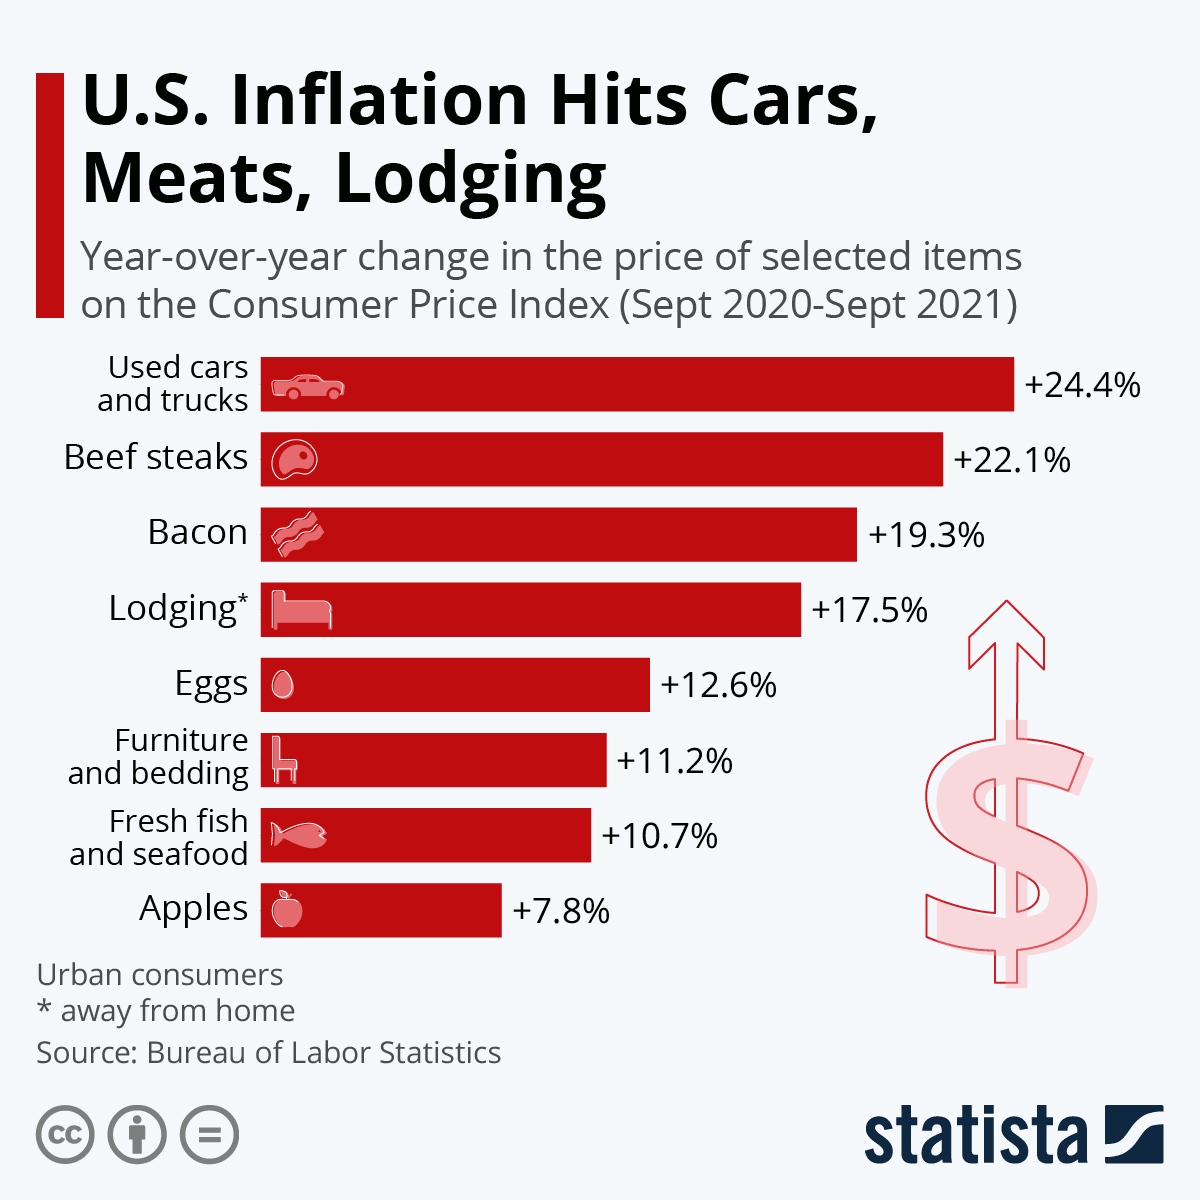 U.S. Inflation Hits Cars,
Meats, Lodging
Year-over-year change in the price of selected items
on the Consumer Price Index (Sept 2020-Sept 2021)
Used cars
and trucks
+24.4%
Beef steaks
+22.1%
Bacon
+19.3%
Lodging*
+17.5%
Eggs
+12.6%
Furniture
and bedding
+11.2%
Fresh fish
and seafood
+10.7%
Apples
+7.8%
$
Urban consumers
* away from home
Source: Bureau of Labor Statistics
cc
=
statista